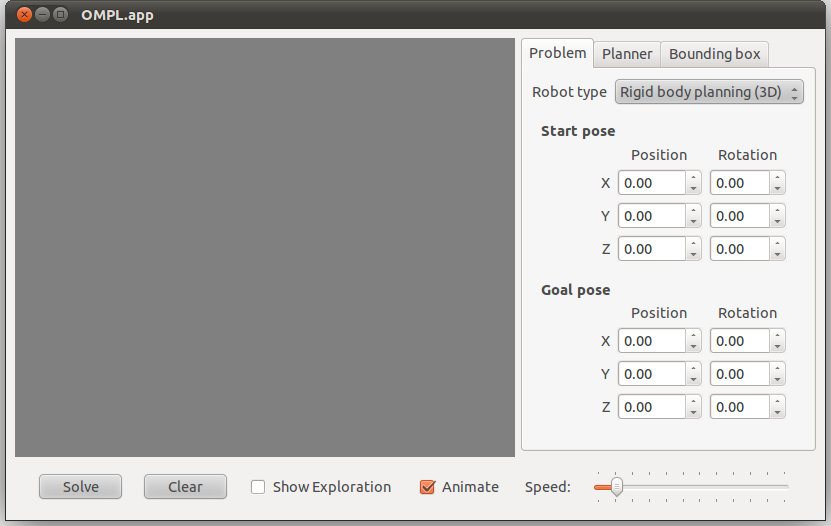 OMPL.app
Problem Planner Bounding box
Robot type Rigid body planning (3D)
Start pose
Position Rotation
X 0.00 0.00
Y 0.00 0.00
Z 0.00 0.00
Goal pose
Position Rotation
X 0.00 0.00
Y 0.00 0.00
Z 0.00 0.00
Solve Clear Show Exploration Animate Speed: